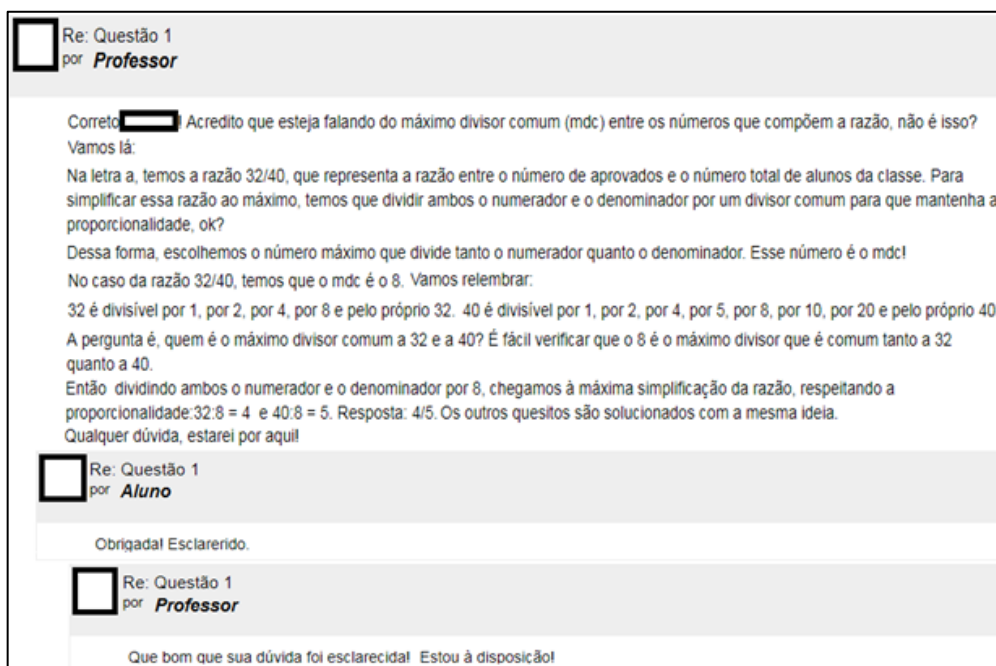 Re: Questão 1
por Professor
Correto ! Acredito que esteja falando do máximo divisor comum (mdc) entre os números que compõem a razão, não é isso?
Vamos lá:
Na letra a, temos a razão 32/40, que representa a razão entre o número de aprovados e o número total de alunos da classe. Para
simplificar essa razão ao máximo, temos que dividir ambos o numerador e o denominador por um divisor comum para que mantenha a
proporcionalidade, ok?
Dessa forma, escolhemos o número máximo que divide tanto o numerador quanto o denominador. Esse número é o mdc!
No caso da razão 32/40, temos que o mdc é o 8. Vamos relembrar:
32 é divisível por 1, por 2, por 4, por 8 e pelo próprio 32. 40 é divisível por 1, por 2, por 4, por 5, por 8, por 10, por 20 e pelo próprio 40
A pergunta é, quem é o máximo divisor comum a 32 e a 40? É fácil verificar que o 8 é o máximo divisor que é comum tanto a 32
quanto a 40.
Então dividindo ambos o numerador e o denominador por 8, chegamos à máxima simplificação da razão, respeitando a
proporcionalidade:32:8 = 4 e 40:8 = 5. Resposta: 4/5. Os outros quesitos são solucionados com a mesma ideia.
Qualquer dúvida, estarei por aqui!
Re: Questão 1
por Aluno
Obrigada! Esclarerido.
Re: Questão 1
por Professor
Que bom que sua dúvida foi esclarecida! Estou à disposição!